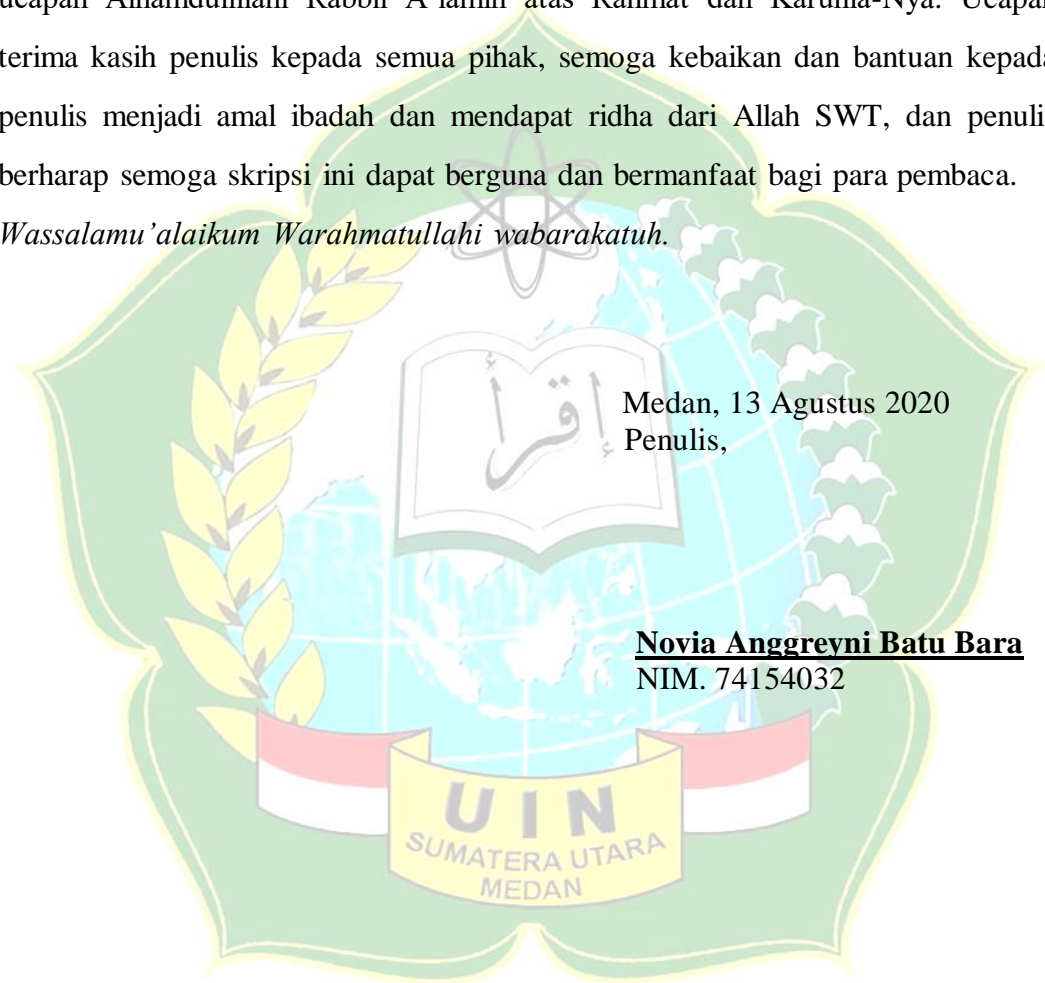 ucapan Alhamdulillahi Rabbil A'lamin atas Rahmat dan Karunia-Nya. Ucapan
terima kasih penulis kepada semua pihak, semoga kebaikan dan bantuan kepada
penulis menjadi amal ibadah dan mendapat ridha dari Allah SWT, dan penuli
berharap semoga skripsi ini dapat berguna dan bermanfaat bagi para pembaca.
Wassalamu'alaikum Warahmatullahi wabarakatuh.
إقرأ
Medan, 13 Agustus 2020
Penulis,
Novia Anggreyni Batu Bara
NIM. 74154032
UIN
SUMATERA UTARA
MEDAN